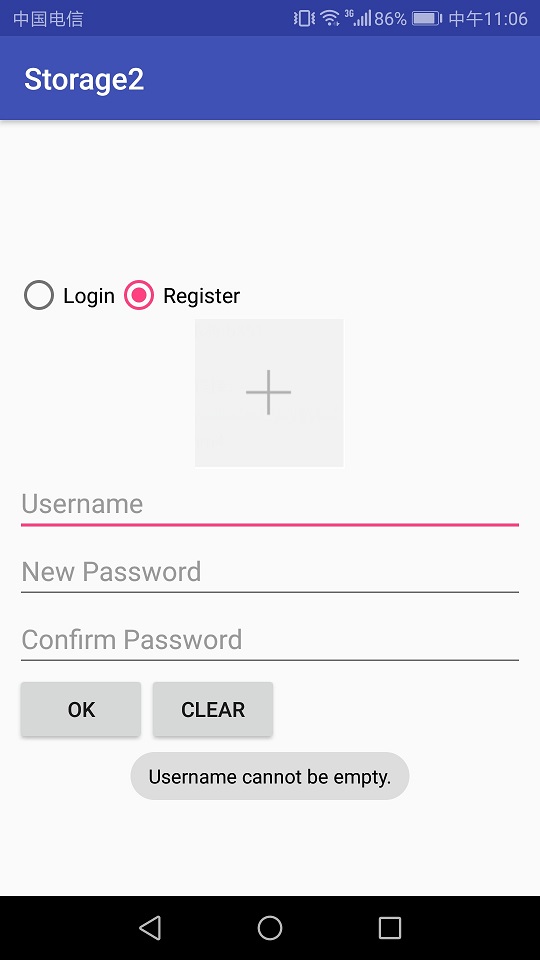 中国电信 3G 86% 中午11:06
Storage2
Login Register
Username
New Password
Confirm Password
OK CLEAR
Username cannot be empty.